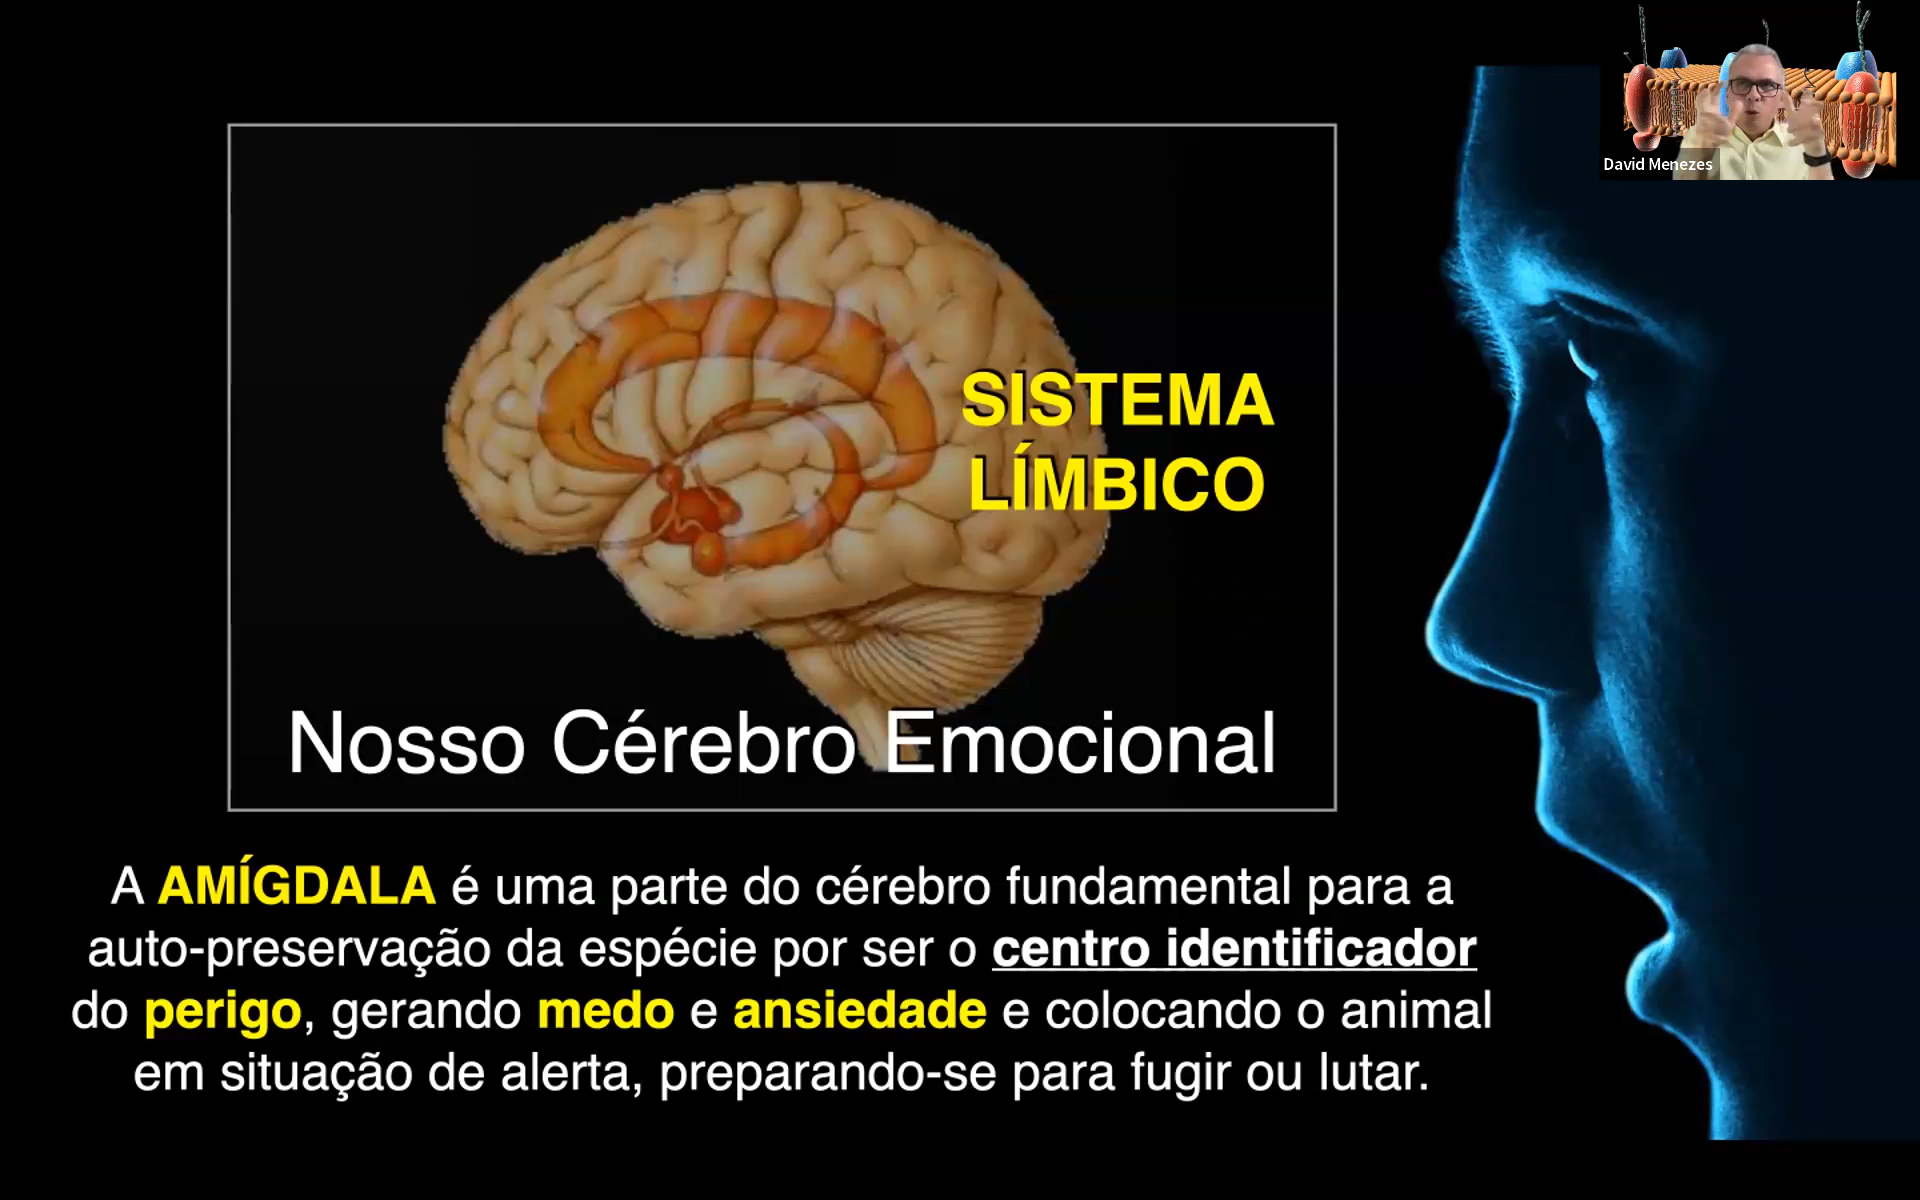 David Menezes
SISTEMA
LÍMBICO
Nosso Cérebro Emocional
A AMÍGDALA é uma parte do cérebro fundamental para a
auto-preservação da espécie por ser o centro identificador
do perigo, gerando medo e ansiedade e colocando o animal
em situação de alerta, preparando-se para fugir ou lutar.